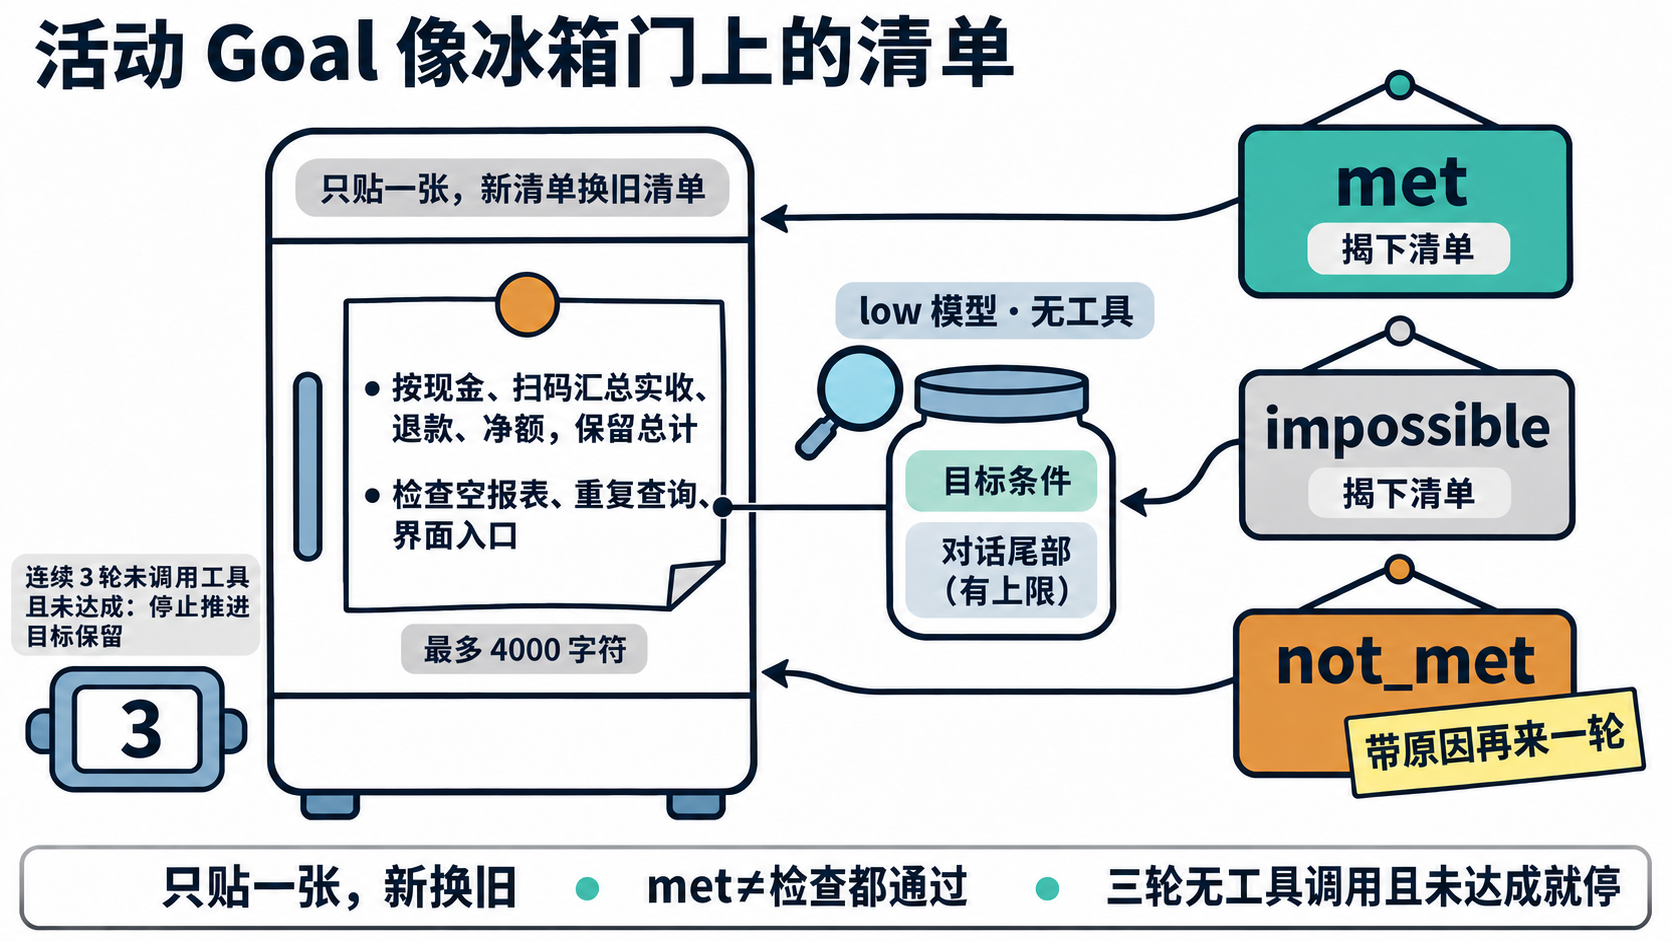 活动 Goal 像冰箱门上的清单
只贴一张，新清单换旧清单
• 按现金、扫码汇总实收、
退款、净额，保留总计
• 检查空报表、重复查询、
界面入口
最多 4000 字符
连续 3 轮未调用工具
且未达成：停止推进
目标保留
3
low 模型 · 无工具
目标条件
对话尾部
（有上限）
met
揭下清单
impossible
揭下清单
not_met
带原因再来一轮
只贴一张，新换旧 ● met≠检查都通过 ● 三轮无工具调用且未达成就停